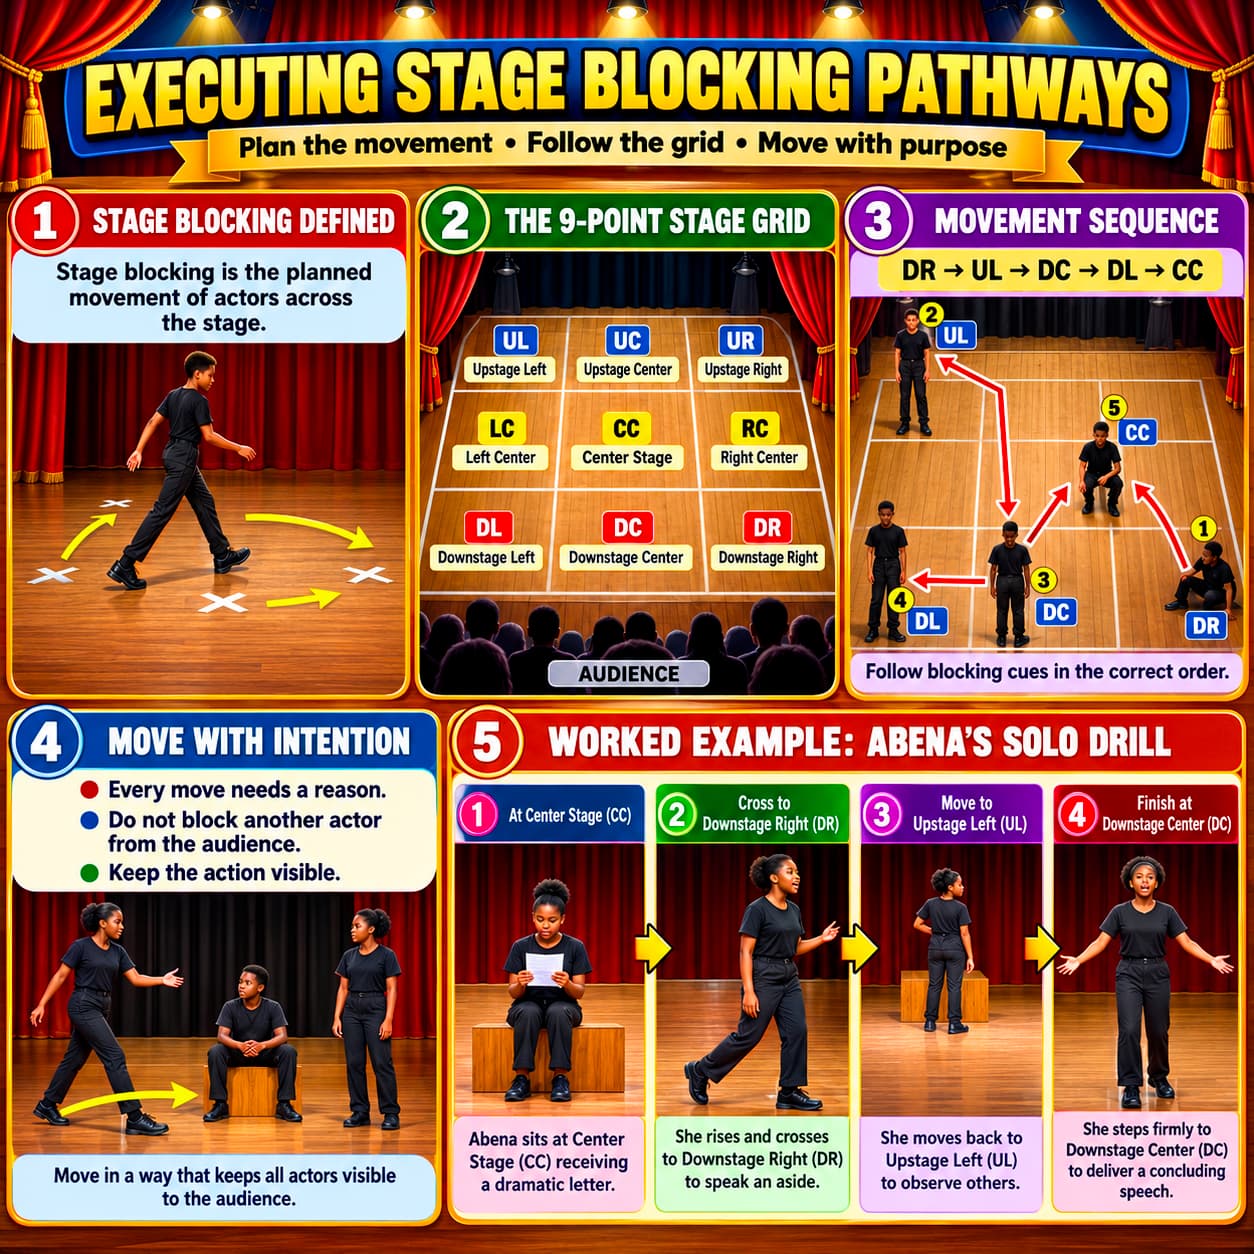 EXECUTING STAGE BLOCKING PATHWAYS
Plan the movement • Follow the grid • Move with purpose
1 STAGE BLOCKING DEFINED
Stage blocking is the planned
movement of actors across
the stage.
2 THE 9-POINT STAGE GRID
UL UC UR
Upstage Left Upstage Center Upstage Right
LC CC RC
Left Center Center Stage Right Center
DL DC DR
Downstage Left Downstage Center Downstage Right
AUDIENCE
3 MOVEMENT SEQUENCE
DR → UL → DC → DL → CC
2
UL
5
CC
1
DR
3
DC
4
DL
Follow blocking cues in the correct order.
4 MOVE WITH INTENTION
Every move needs a reason.
Do not block another actor
from the audience.
Keep the action visible.
Move in a way that keeps all actors visible
to the audience.
5 WORKED EXAMPLE: ABENA'S SOLO DRILL
1 At Center Stage (CC)
Abena sits at Center
Stage (CC) receiving
a dramatic letter.
2 Cross to
Downstage Right (DR)
She rises and crosses
to Downstage Right (DR)
to speak an aside.
3 Move to
Upstage Left (UL)
She moves back to
Upstage Left (UL)
to observe others.
4 Finish at
Downstage Center (DC)
She steps firmly to
Downstage Center (DC)
to deliver a concluding
speech.